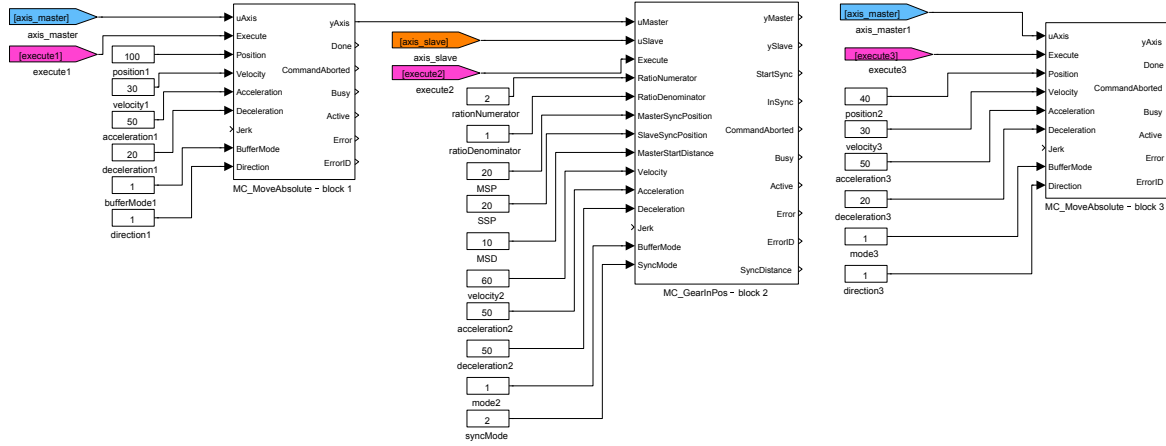 [axis_master]
axis_master
[execute1]
execute1
100
position1
30
velocity1
50
acceleration1
20
deceleration1
1
bufferMode1
1
direction1
uAxis
Execute
Position
Velocity
Acceleration
Deceleration
Jerk
BufferMode
Direction
yAxis
Done
CommandAborted
Busy
Active
Error
ErrorID
MC_MoveAbsolute - block 1
[axis_slave]
axis_slave
[execute2]
execute2
2
rationNumerator
1
ratioDenominator
20
MSP
20
SSP
10
MSD
60
velocity2
50
acceleration2
50
deceleration2
1
mode2
2
syncMode
uMaster
uSlave
Execute
RatioNumerator
RatioDenominator
MasterSyncPosition
SlaveSyncPosition
MasterStartDistance
Velocity
Acceleration
Deceleration
Jerk
BufferMode
SyncMode
yMaster
ySlave
StartSync
InSync
CommandAborted
Busy
Active
Error
ErrorID
SyncDistance
MC_GearInPos - block 2
[axis_master]
axis_master1
[execute3]
execute3
40
position2
30
velocity3
50
acceleration3
20
deceleration3
1
mode3
1
direction3
uAxis
Execute
Position
Velocity
Acceleration
Deceleration
Jerk
BufferMode
Direction
yAxis
Done
CommandAborted
Busy
Active
Error
ErrorID
MC_MoveAbsolute - block 3